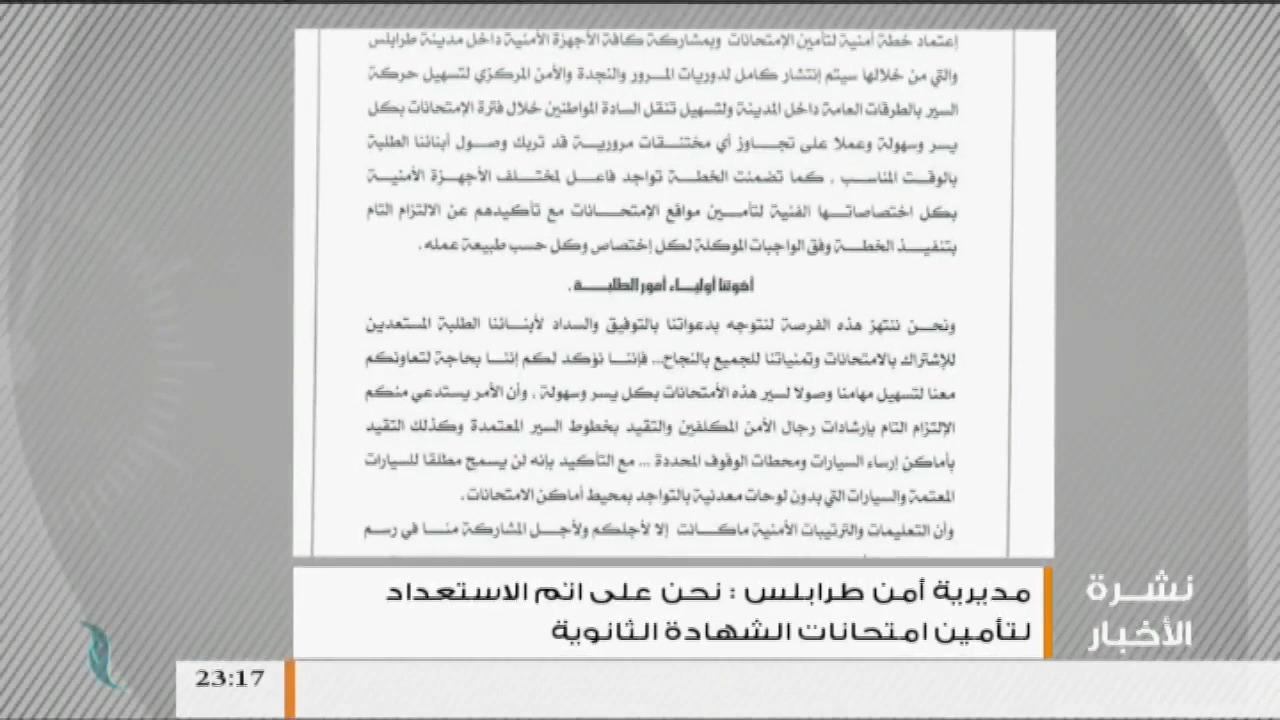 إعتماد خطة أمنية لتأمين الإمتحانات وبمشاركة كافة الأجهزة الأمنية داخل مدينة طرابلس
والتي من خلالها سيتم إنتشار كامل لدوريات المرور والنجدة والأمن المركزي لتسهيل حركة
السير بالطرقات العامة داخل المدينة ولتسهيل تنقل السادة المواطنين خلال فترة الإمتحانات بكل
يسر وسهولة وعملا على تجاوز أي مختنقات مرورية قد تربك وصول أبنائنا الطلبة
بالوقت المناسب . كما تضمنت الخطة تواجد فاعل لمختلف الأجهزة الأمنية
بكل اختصاصاتها الفنية لتأمين مواقع الإمتحانات مع تأكيدهم عن الالتزام التام
بتنفيذ الخطة وفق الواجبات الموكلة لكل إختصاص وكل حسب طبيعة عمله .
أخوتنا أولياء أمور الطلبة .
ونحن ننتهز هذه الفرصة لنتوجه بدعواتنا بالتوفيق والسداد لأبنائنا الطلبة المستعدين
للإشتراك بالامتحانات وتمنياتنا للجميع بالنجاح... فإننا نؤكد لكم إننا بحاجة لتعاونكم
معنا لتسهيل مهامنا وصولا لسير هذه الأمتحانات بكل يسر وسهولة . وأن الأمر يستدعي منكم
الإلتزام التام بإرشادات رجال الأمن المكلفين والتقيد بخطوط السير المعتمدة وكذلك التقيد
بأماكن إرساء السيارات ومحطات الوقوف المحددة ... مع التأكيد بإنه لن يسمح مطلقا للسيارات
المعتمة والسيارات التي بدون لوحات معدنية بالتواجد بمحيط أماكن الامتحانات .
وأن التعليمات والترتيبات الأمنية ماكانت إلا لأجلكم ولأجل المشاركة منا في رسم
مديرية أمن طرابلس : نحن على اتم الاستعداد
لتأمين امتحانات الشهادة الثانوية
نشرة
الأخبار
23:17